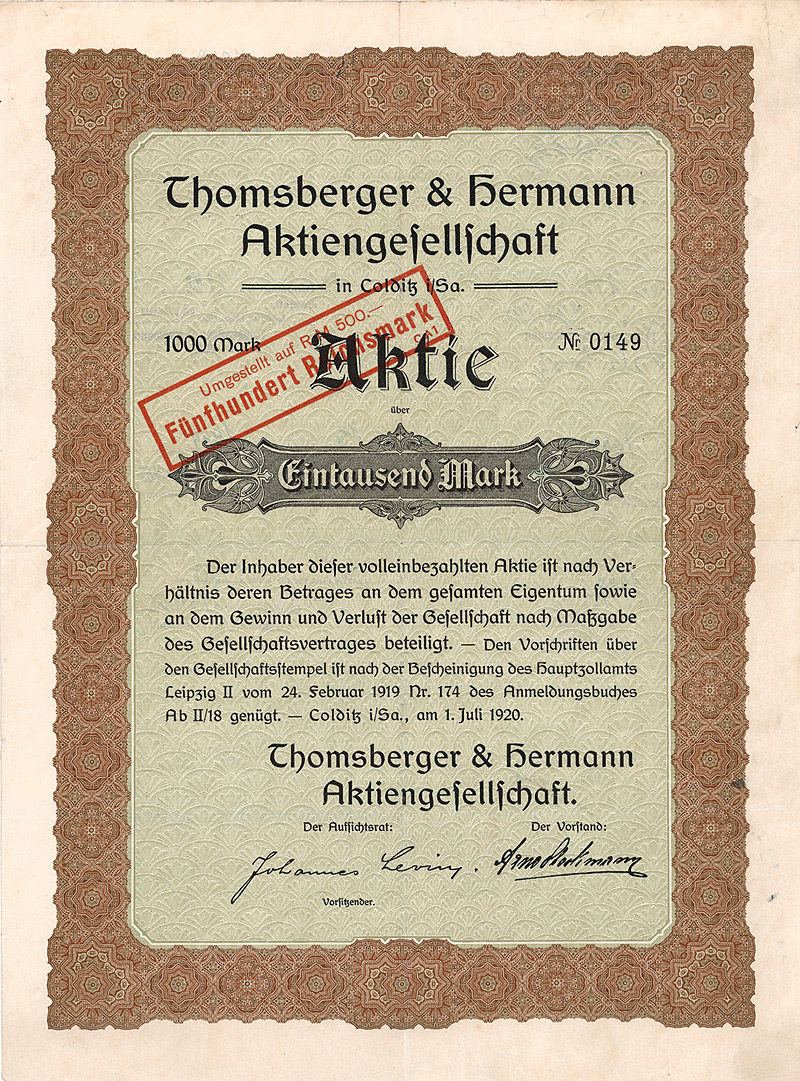 Thomsberger & Hermann
Aktiengesellschaft
in Colditz i/Sa.
Umgestellt auf RM 500.—
Fünfhundert Reichsmark
1000 Mark
Aktie
№ 0149
über
Eintausend Mark
Der Inhaber dieser volleinbezahlten Aktie ist nach Ver-
hältnis deren Betrages an dem gesamten Eigentum sowie
an dem Gewinn und Verlust der Gesellschaft nach Maßgabe
des Gesellschaftsvertrages beteiligt. — Den Vorschriften über
den Gesellschaftsstempel ist nach der Bescheinigung des Hauptzollamts
Leipzig II vom 24. Februar 1919 Nr. 174 des Anmeldungsbuches
Ab II/18 genügt. — Colditz i/Sa., am 1. Juli 1920.
Thomsberger & Hermann
Aktiengesellschaft.
Der Aufsichtsrat: Der Vorstand:
Johannes
Vorsitzender.